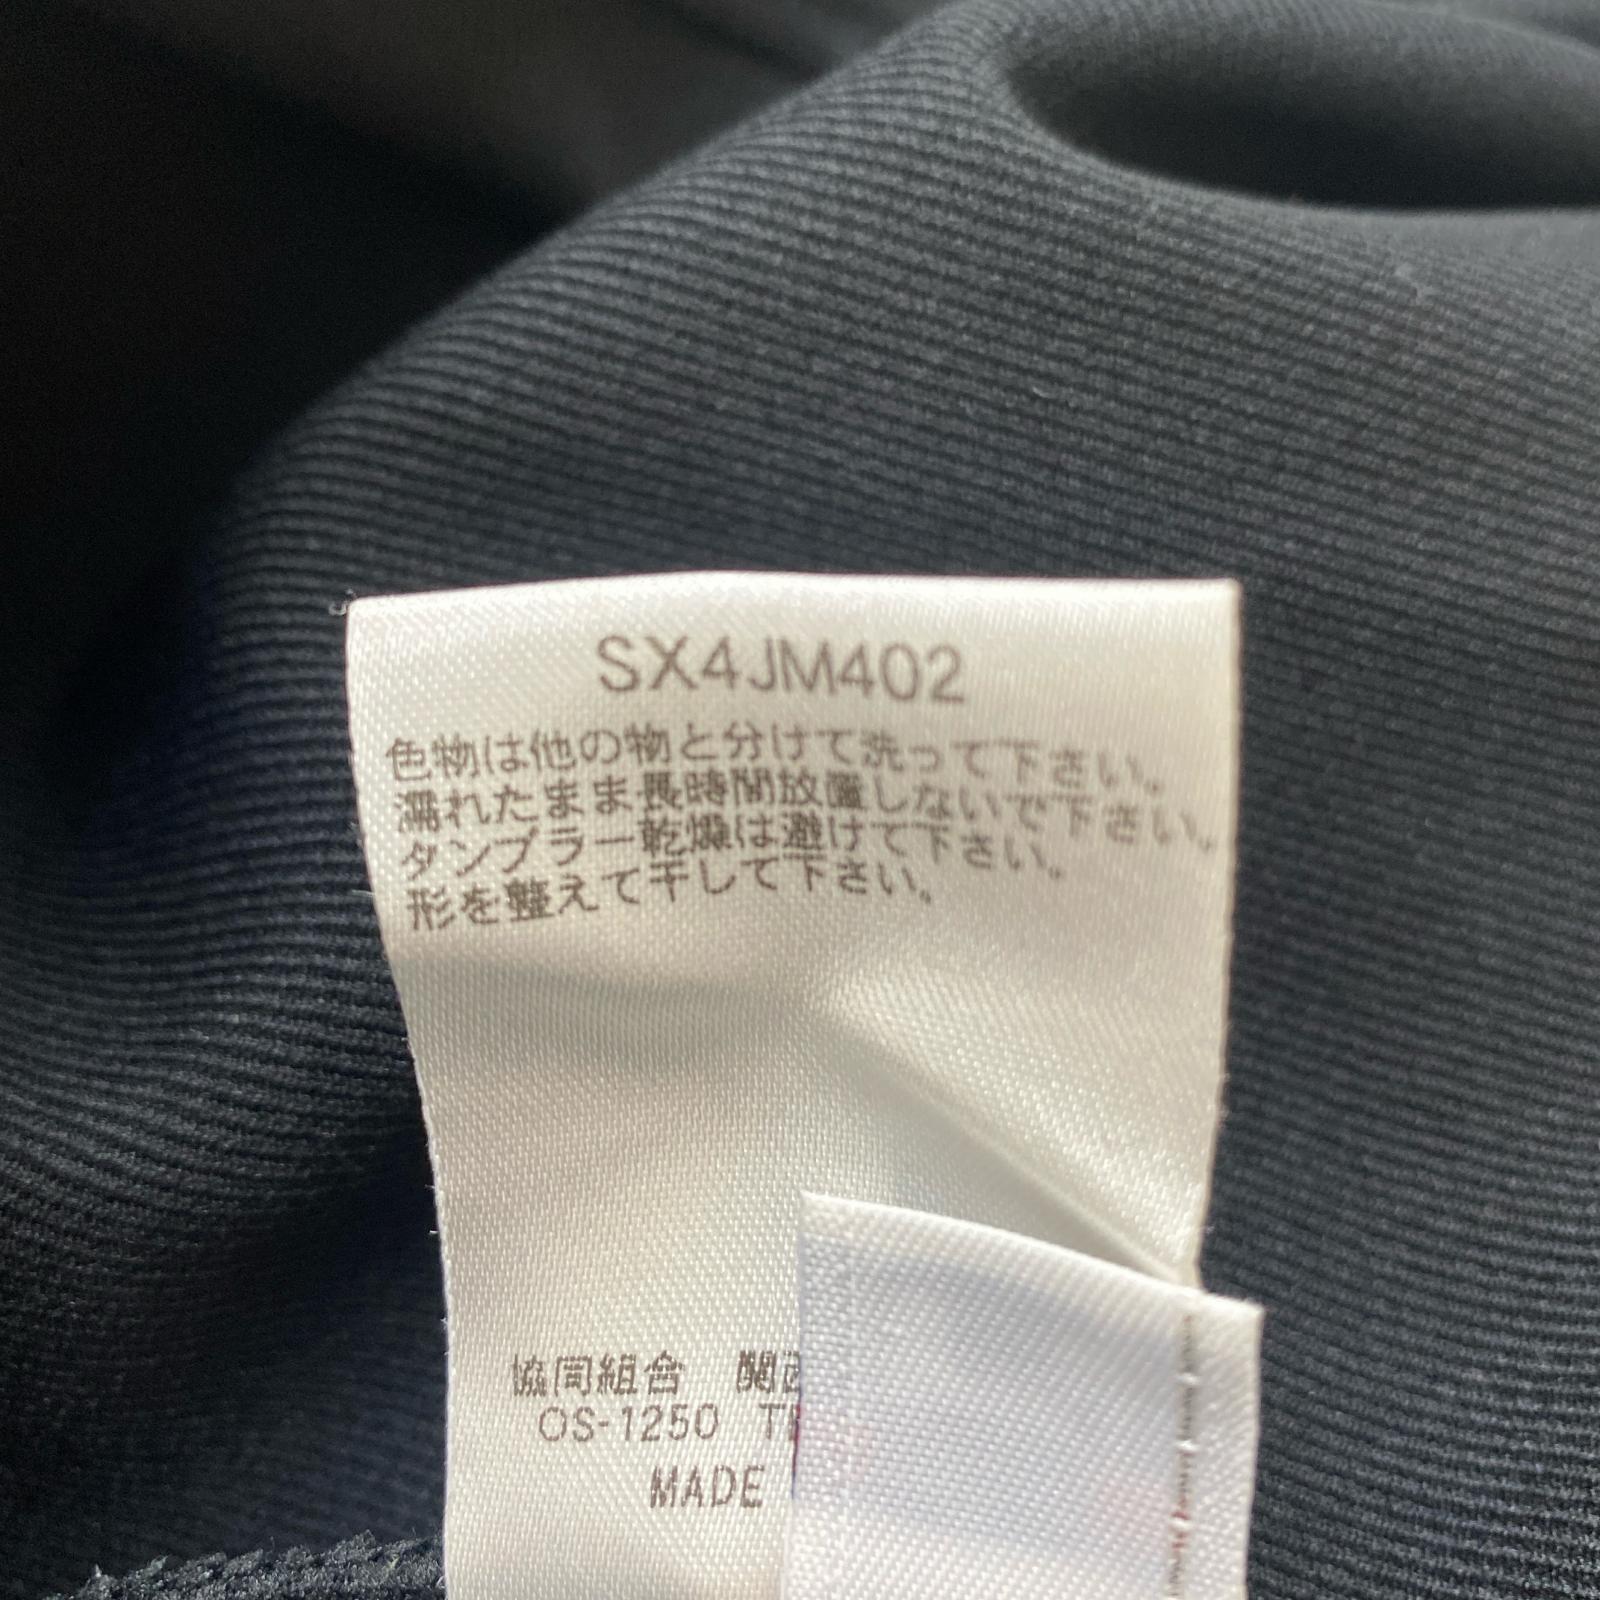 SX4JM402
色物は他の物と分けて洗って下さい。
濡れたまま長時間放置しないで下さい。
タンブラー乾燥は避けて下さい。
形を整えて干して下さい。
協同組合
OS-1250
MADE